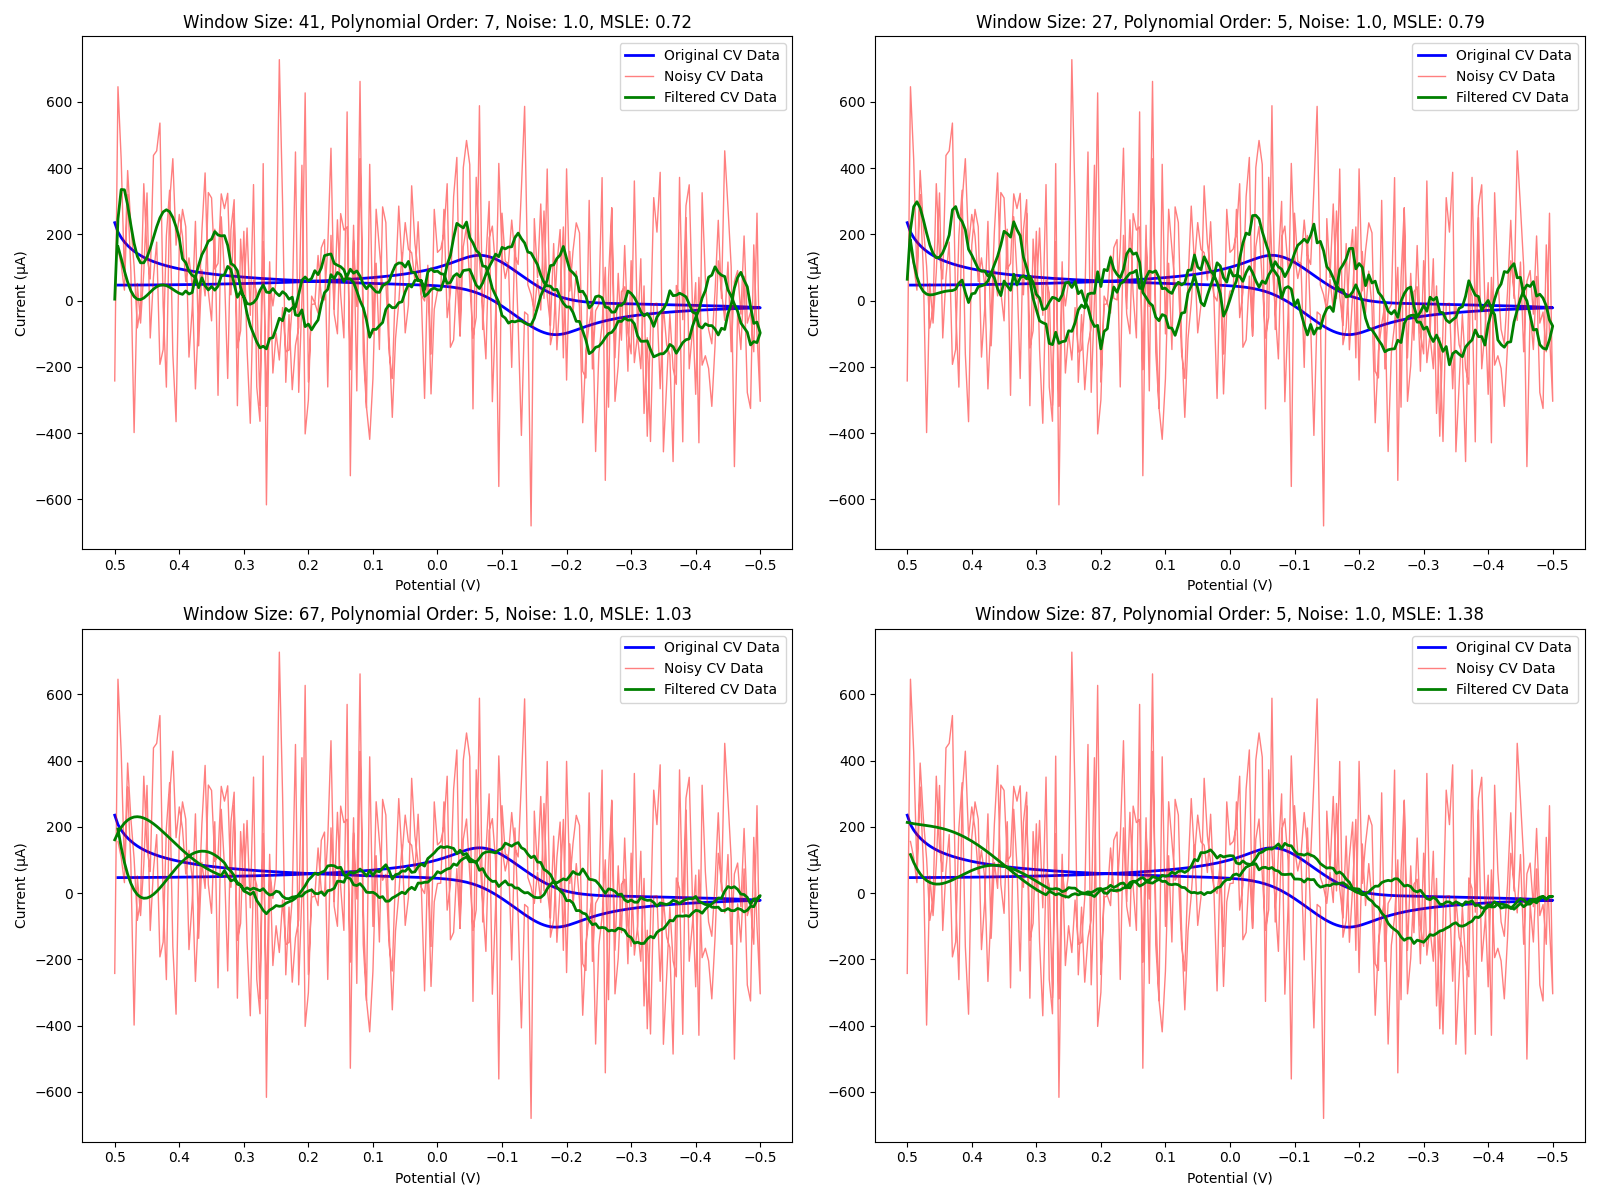 Window Size: 41, Polynomial Order: 7, Noise: 1.0, MSLE: 0.72
Original CV Data
Noisy CV Data
Filtered CV Data
Current (μA)
600
400
200
0
−200
−400
−600
0.5 0.4 0.3 0.2 0.1 0.0 −0.1 −0.2 −0.3 −0.4 −0.5
Potential (V)
Window Size: 27, Polynomial Order: 5, Noise: 1.0, MSLE: 0.79
Original CV Data
Noisy CV Data
Filtered CV Data
Current (μA)
600
400
200
0
−200
−400
−600
0.5 0.4 0.3 0.2 0.1 0.0 −0.1 −0.2 −0.3 −0.4 −0.5
Potential (V)
Window Size: 67, Polynomial Order: 5, Noise: 1.0, MSLE: 1.03
Original CV Data
Noisy CV Data
Filtered CV Data
Current (μA)
600
400
200
0
−200
−400
−600
0.5 0.4 0.3 0.2 0.1 0.0 −0.1 −0.2 −0.3 −0.4 −0.5
Potential (V)
Window Size: 87, Polynomial Order: 5, Noise: 1.0, MSLE: 1.38
Original CV Data
Noisy CV Data
Filtered CV Data
Current (μA)
600
400
200
0
−200
−400
−600
0.5 0.4 0.3 0.2 0.1 0.0 −0.1 −0.2 −0.3 −0.4 −0.5
Potential (V)